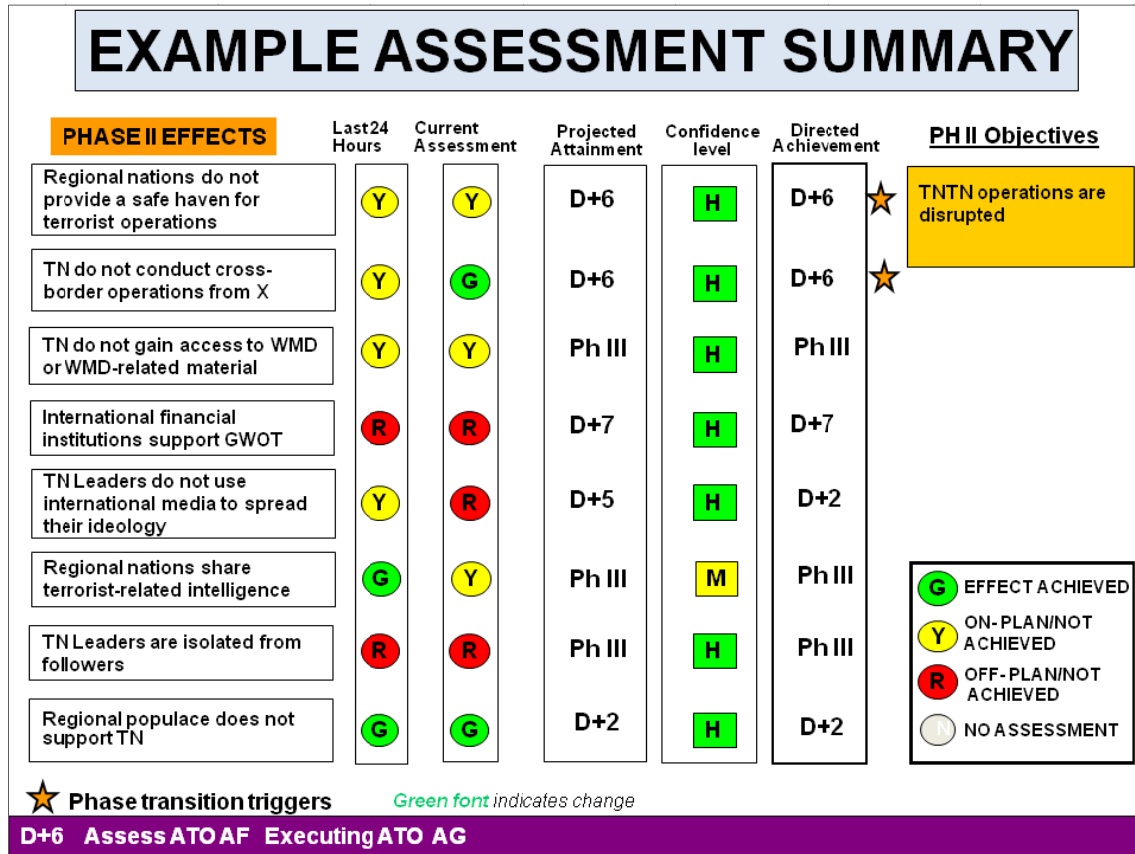 EXAMPLE ASSESSMENT SUMMARY
PHASE II EFFECTS
Last 24
Hours
Current
Assessment
Projected
Attainment
Confidence
level
Directed
Achievement
PH II Objectives
Regional nations do not
provide a safe haven for
terrorist operations
Y
Y
D+6
H
D+6
TNTN operations are
disrupted
TN do not conduct cross-
border operations from X
Y
G
D+6
H
D+6
TN do not gain access to WMD
or WMD-related material
Y
Y
Ph III
H
Ph III
International financial
institutions support GWOT
R
R
D+7
H
D+7
TN Leaders do not use
international media to spread
their ideology
Y
R
D+5
H
D+2
Regional nations share
terrorist-related intelligence
G
Y
Ph III
M
Ph III
TN Leaders are isolated from
followers
R
R
Ph III
H
Ph III
Regional populace does not
support TN
G
G
D+2
H
D+2
G EFFECT ACHIEVED
Y ON-PLAN/NOT
ACHIEVED
R OFF-PLAN/NOT
ACHIEVED
N NO ASSESSMENT
Phase transition triggers
Green font indicates change
D+6 Assess ATO AF Executing ATO AG